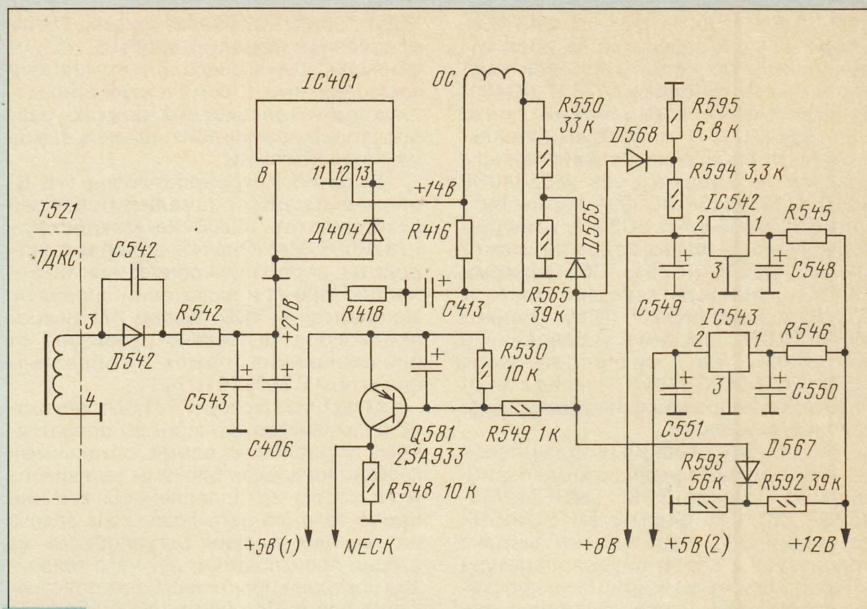 IC401
8
11
12
13
ОС
R550
33 к
D568
R595
6,8 к
R594 3,3 к
+14В
Д404
R416
D565
IC542
2
1
3
R545
T521
ТДКС
C542
3
R542
D542
4
+27В
R418
C413
R565
39 к
C549
C548
IC543
2
1
3
R546
C543
C406
R530
10 к
C551
C550
Q581
2SA933
R549 1 к
D567
R593
56 к
R592 39 к
R548 10 к
+5В(1)
NECK
+8В
+5В(2)
+12В